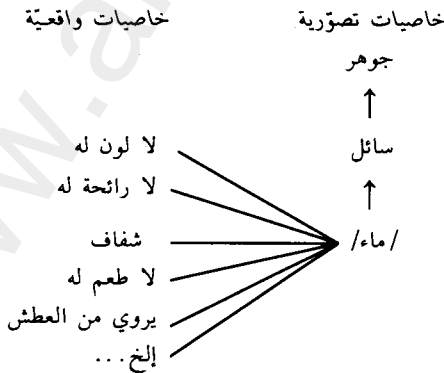 خاصيات تصوّرية
خاصيات واقعيّة
جوهر
↑
سائل
↑
/ماء/
لا لون له
لا رائحة له
شفاف
لا طعم له
يروي من العطش
إلخ...
w.a